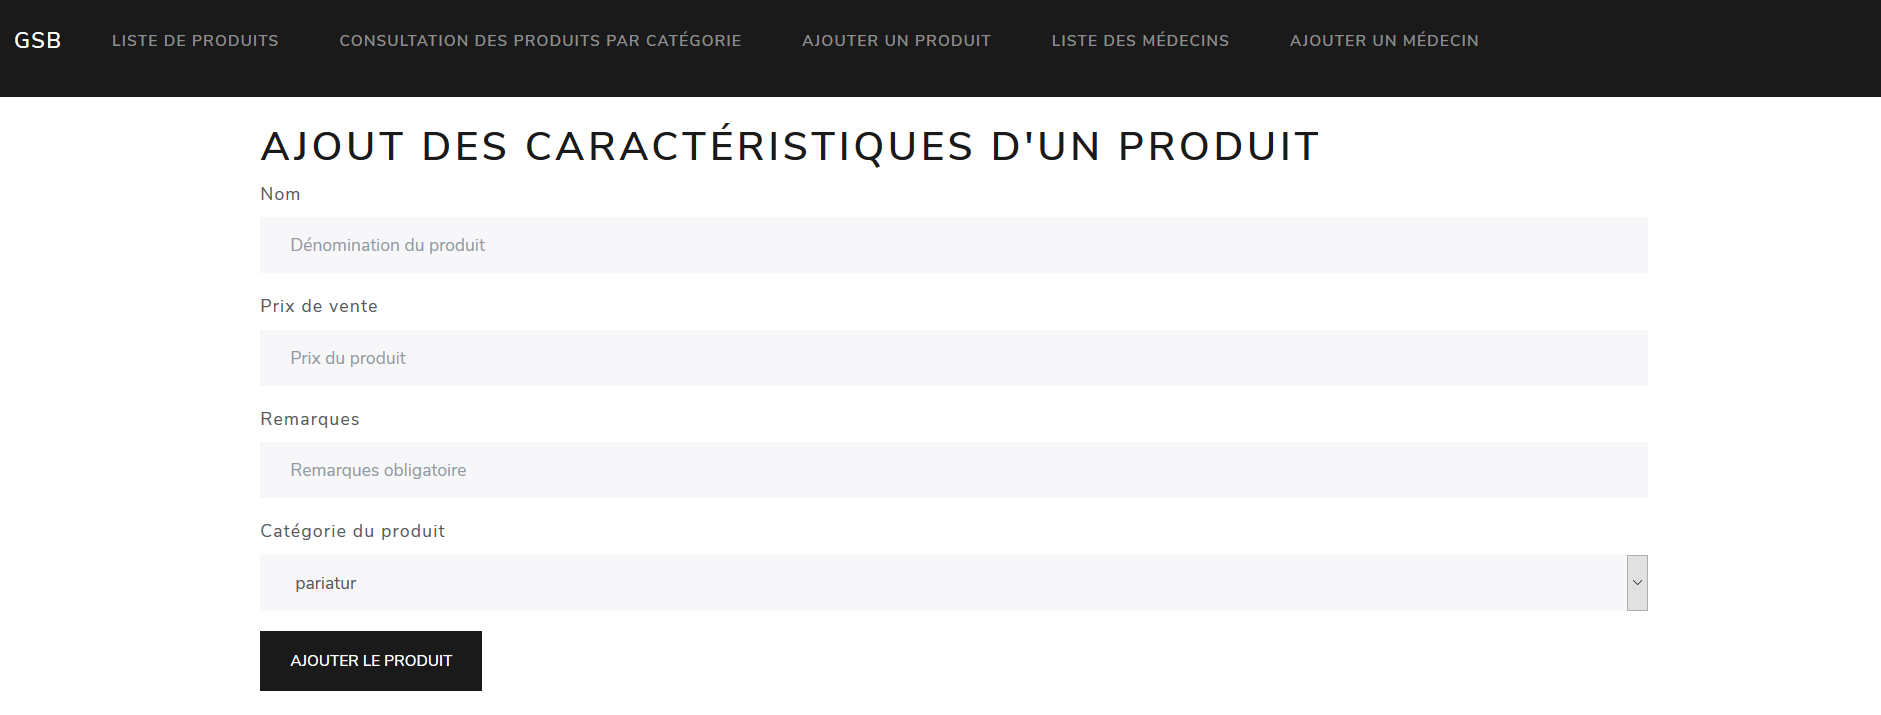 GSB LISTE DE PRODUITS CONSULTATION DES PRODUITS PAR CATÉGORIE AJOUTER UN PRODUIT LISTE DES MÉDECINS AJOUTER UN MÉDECIN
AJOUT DES CARACTÉRISTIQUES D'UN PRODUIT
Nom
Dénomination du produit
Prix de vente
Prix du produit
Remarques
Remarques obligatoire
Catégorie du produit
pariatur
AJOUTER LE PRODUIT